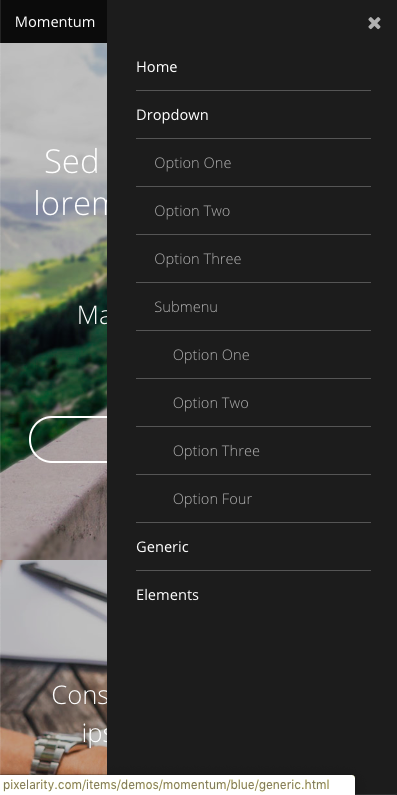 Momentum
Home
Dropdown
Option One
Option Two
Option Three
Submenu
Option One
Option Two
Option Three
Option Four
Generic
Elements
Sed
lorem
Ma
Cons
ips
pixelarity.com/items/demos/momentum/blue/generic.html